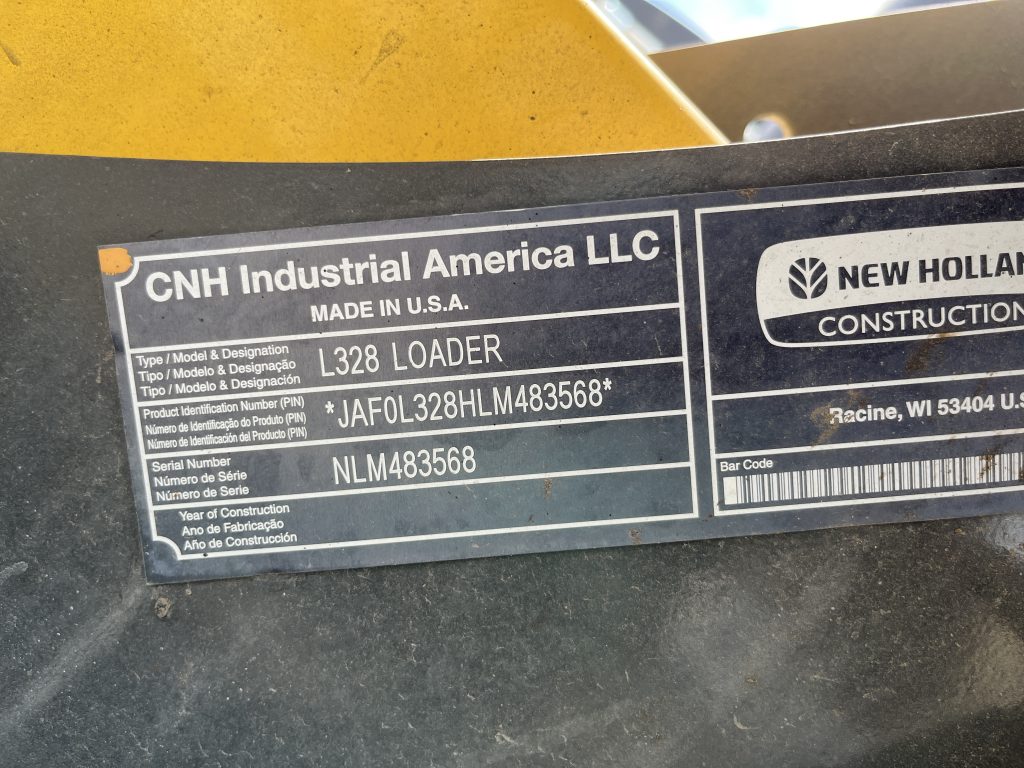 CNH Industrial America LLC
MADE IN U.S.A.
Type / Model & Designation
Tipo / Modelo & Designação
Tipo / Modelo & Designación
L328 LOADER
Product Identification Number (PIN)
Número de Identificação do Produto (PIN)
Número de Identificación del Producto (PIN)
*JAF0L328HLM483568*
Serial Number
Número de Série
Número de Serie
NLM483568
Year of Construction
Ano de Fabricação
Año de Construcción
NEW HOLLAN
CONSTRUCTION
Racine, WI 53404 U.S
Bar Code